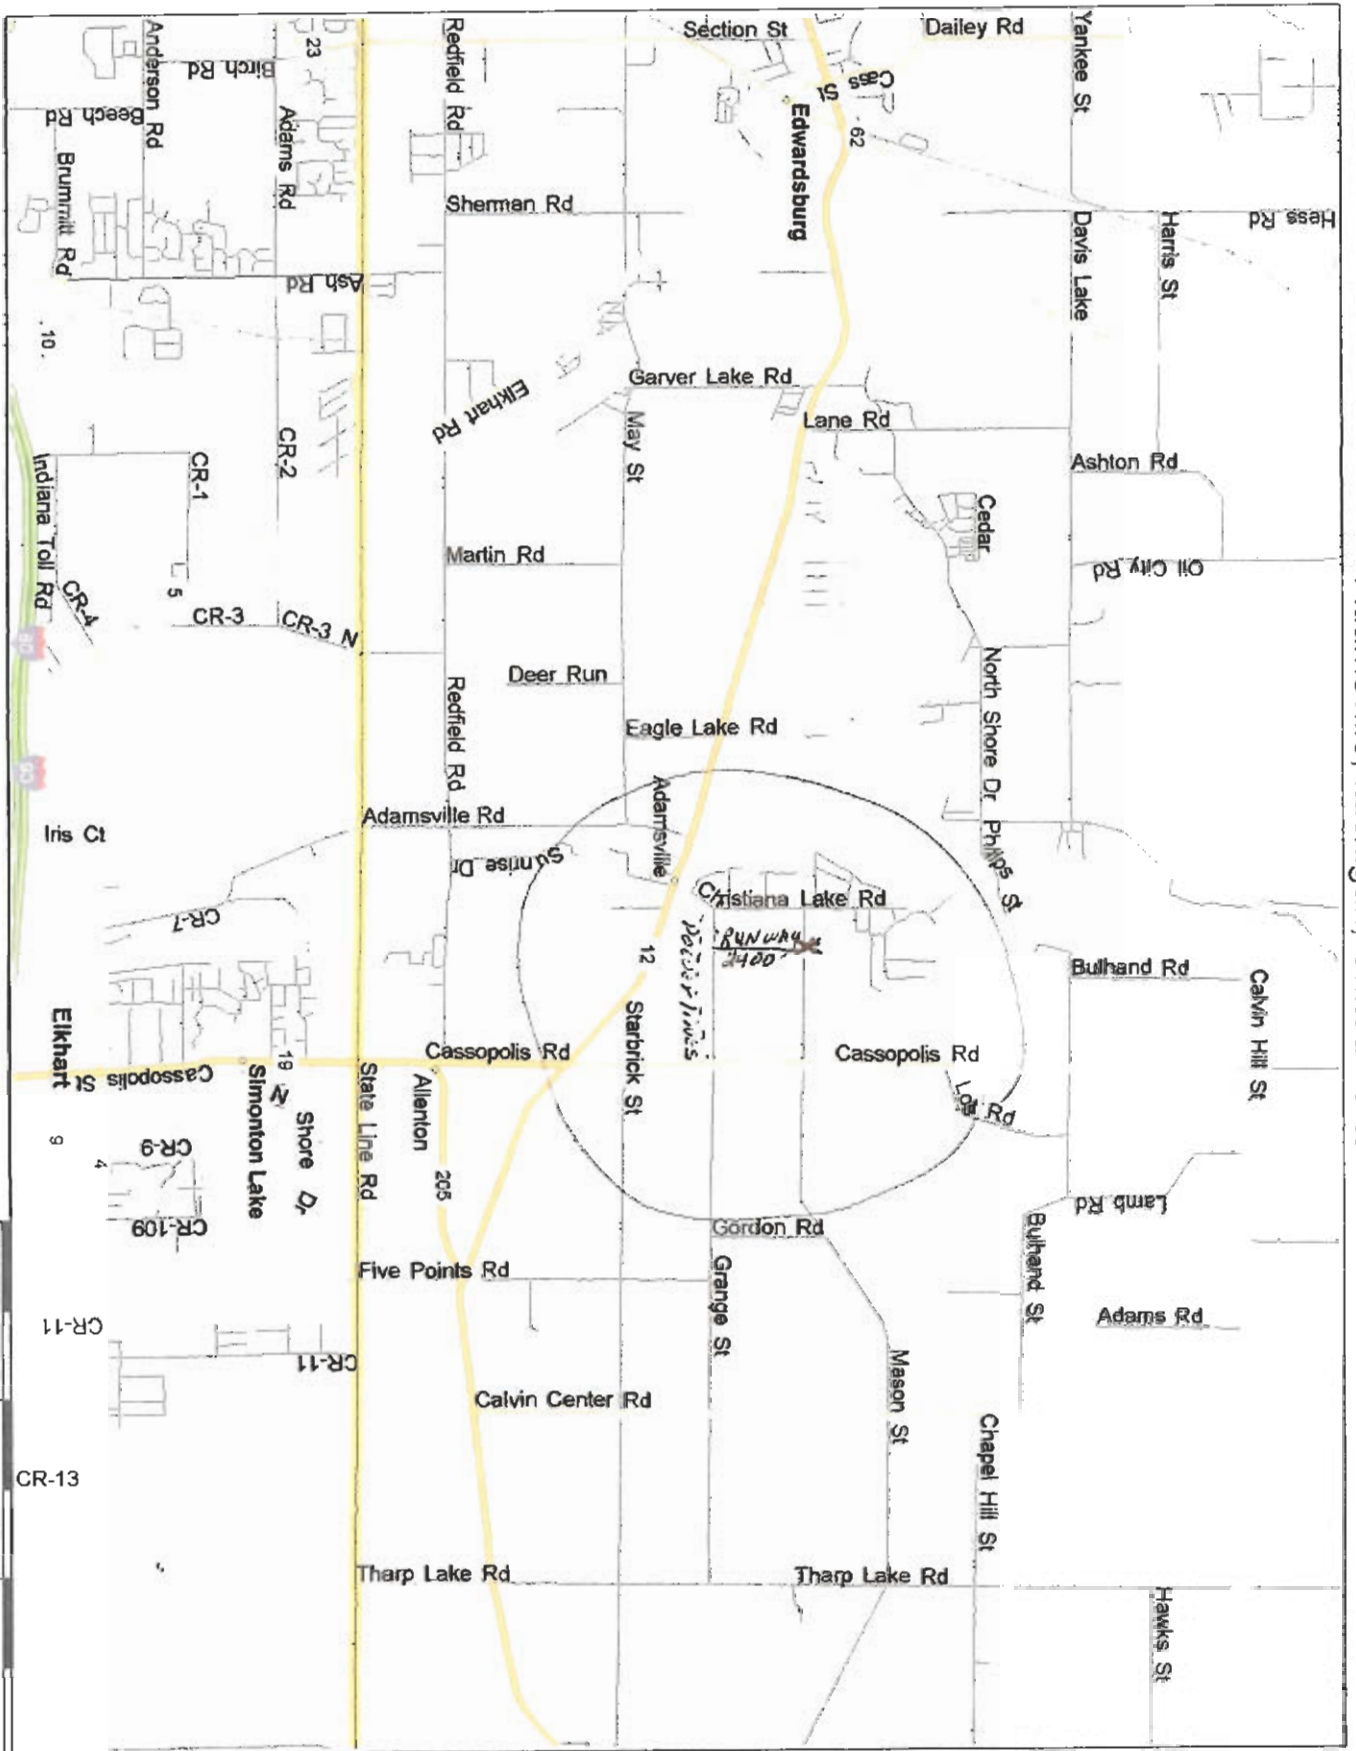 Section St
Dailey Rd
Yankee St
Redfield Rd
Anderson Rd
23
Birch Rd
Cass St
62
Edwardsburg
Beech Rd
Adams Rd
Brummitt Rd
Sherman Rd
Davis Lake
Harris St
Hess Rd
Ash Rd
10
Garver Lake Rd
Elkhart Rd
Lane Rd
May St
CR-2
CR-1
Indiana Toll Rd
Ashton Rd
Cedar
Martin Rd
Oil City Rd
5
CR-4
CR-3
CR-3 N
Deer Run
North Shore Dr
Redfield Rd
Eagle Lake Rd
80
90
Adamsville Rd
Adamsville
Iris Ct
Sunrise Dr
Phillips St
Christiana Lake Rd
CR-7
RUNWAY
2400'
Power Lines
12
Bulhand Rd
Calvin Hill St
Starbrick St
Elkhart
Cassopolis Rd
Cassopolis Rd
19
Cassopolis St
Simonton Lake
N Shore Dr
State Line Rd
Allenton
Log Rd
9
CR-9
4
205
CR-109
Lamb Rd
Gordon Rd
Bulhand St
Five Points Rd
Grange St
Adams Rd
CR-11
CR-11
Mason St
Calvin Center Rd
Chapel Hill St
CR-13
Tharp Lake Rd
Tharp Lake Rd
Hawks St